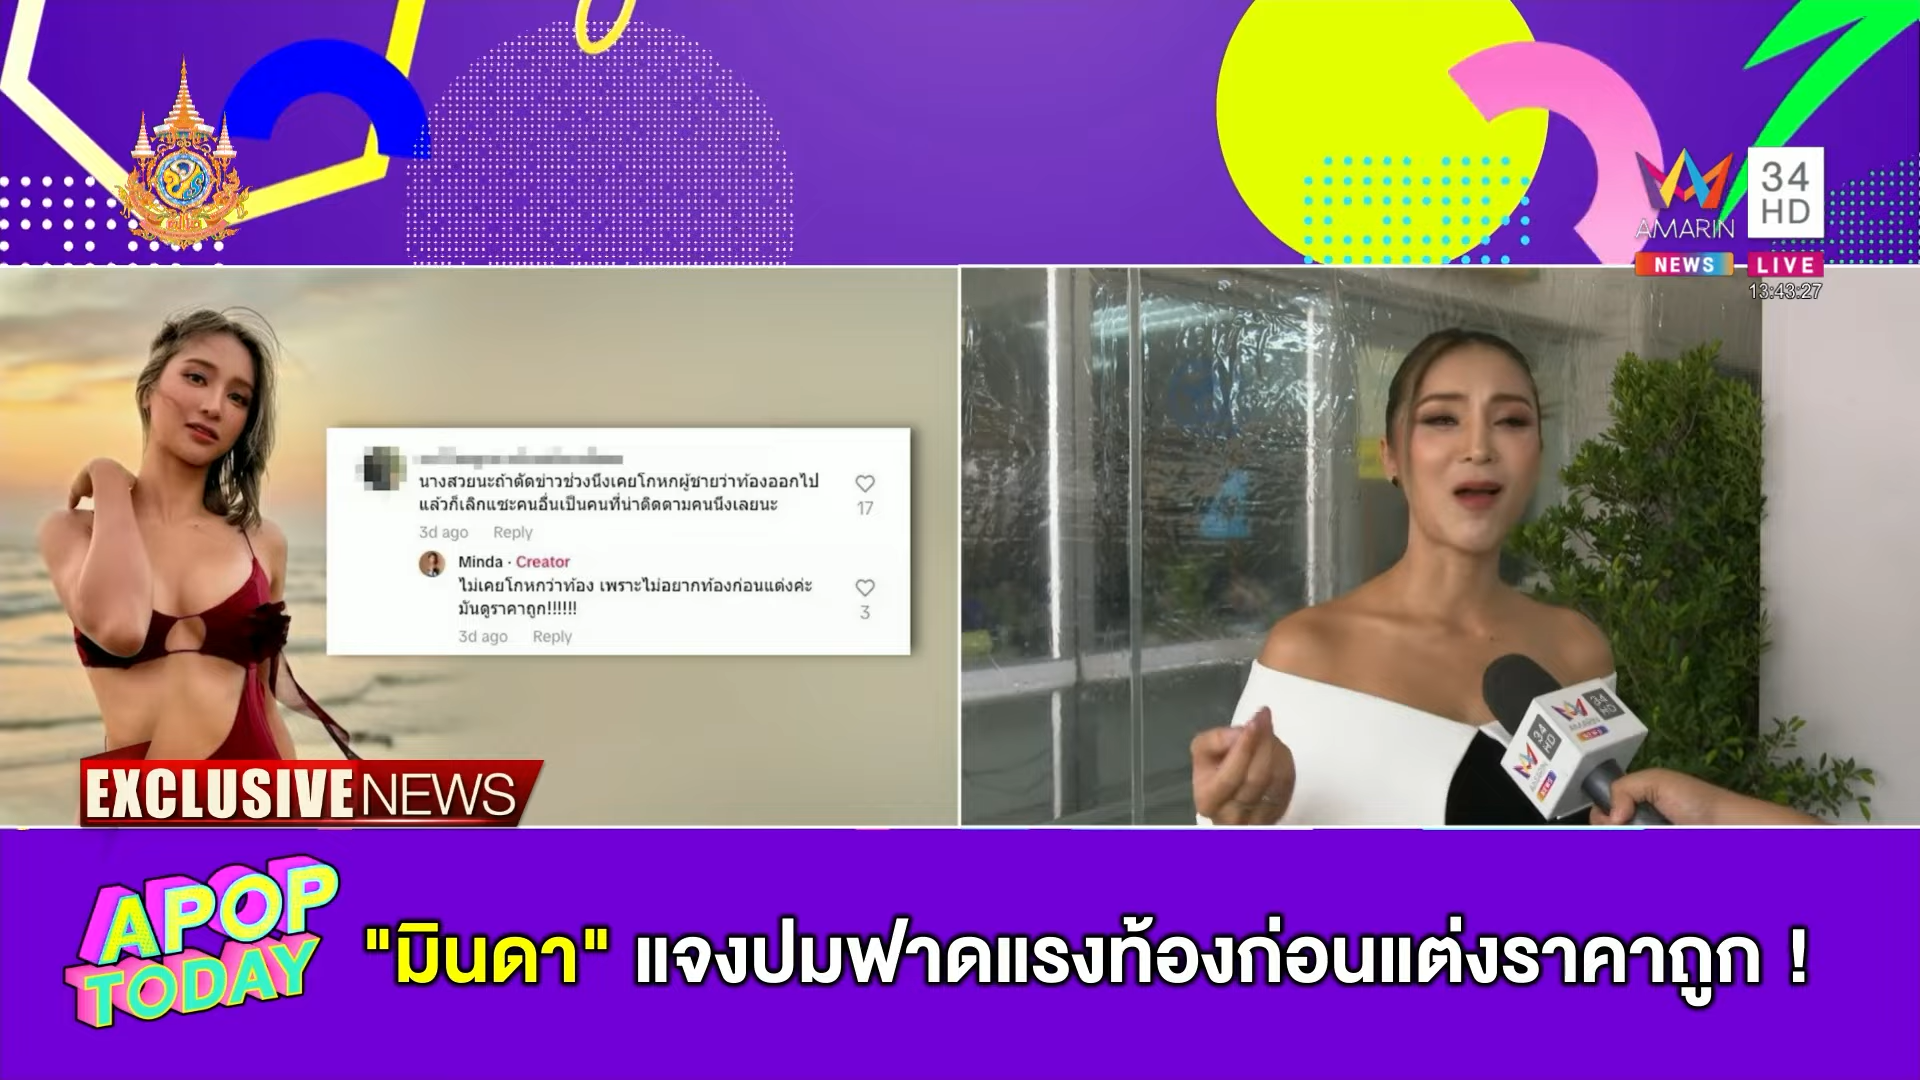 AMARIN
34
HD
NEWS
LIVE
13:43:27
นางสวยนะถ้าตัดข่าวช่วงนึงเคยโกหกผู้ชายว่าท้องออกไป
แล้วก็เลิกแซะคนอื่นเป็นคนที่น่าติดตามคนนึงเลยนะ
17
3d ago Reply
Minda · Creator
ไม่เคยโกหกว่าท้อง เพราะไม่อยากท้องก่อนแต่งค่ะ
มันดูราคาถูก!!!!!!
3
3d ago Reply
AMARIN
34
HD
NEWS
34
HD
AMARIN
NEWS
EXCLUSIVE NEWS
APOP
TODAY
"มินดา" แจงปมฟาดแรงท้องก่อนแต่งราคาถูก !